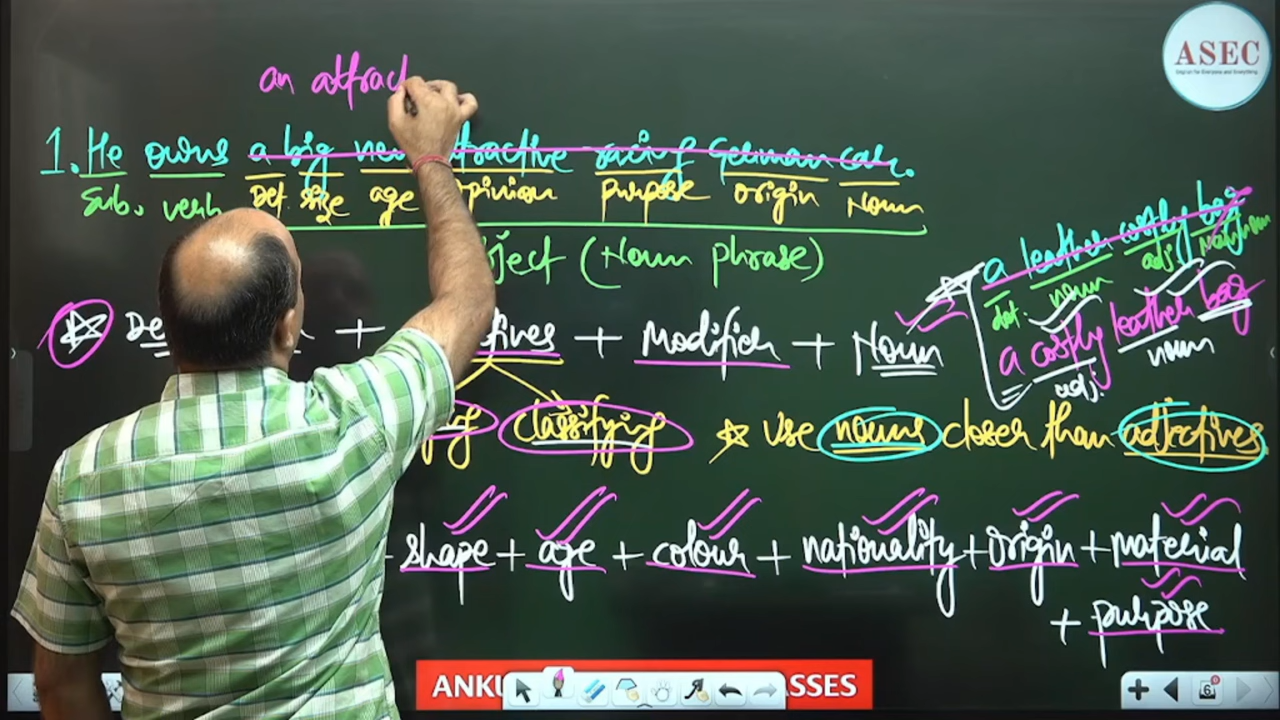 ASEC
an attract
1. He owns a big new attractive racing German car.
Sub. verb Det. size age opinion purpose origin Noun
object (Noun phrase)
a leather costly bag
det. noun adj.
a costly leather bag
adj. noun
+ + Modifier + Noun
classifying
☆ Use nouns closer than adjectives
shape + age + colour + nationality + origin + material
+ purpose
ANKU SSES
6